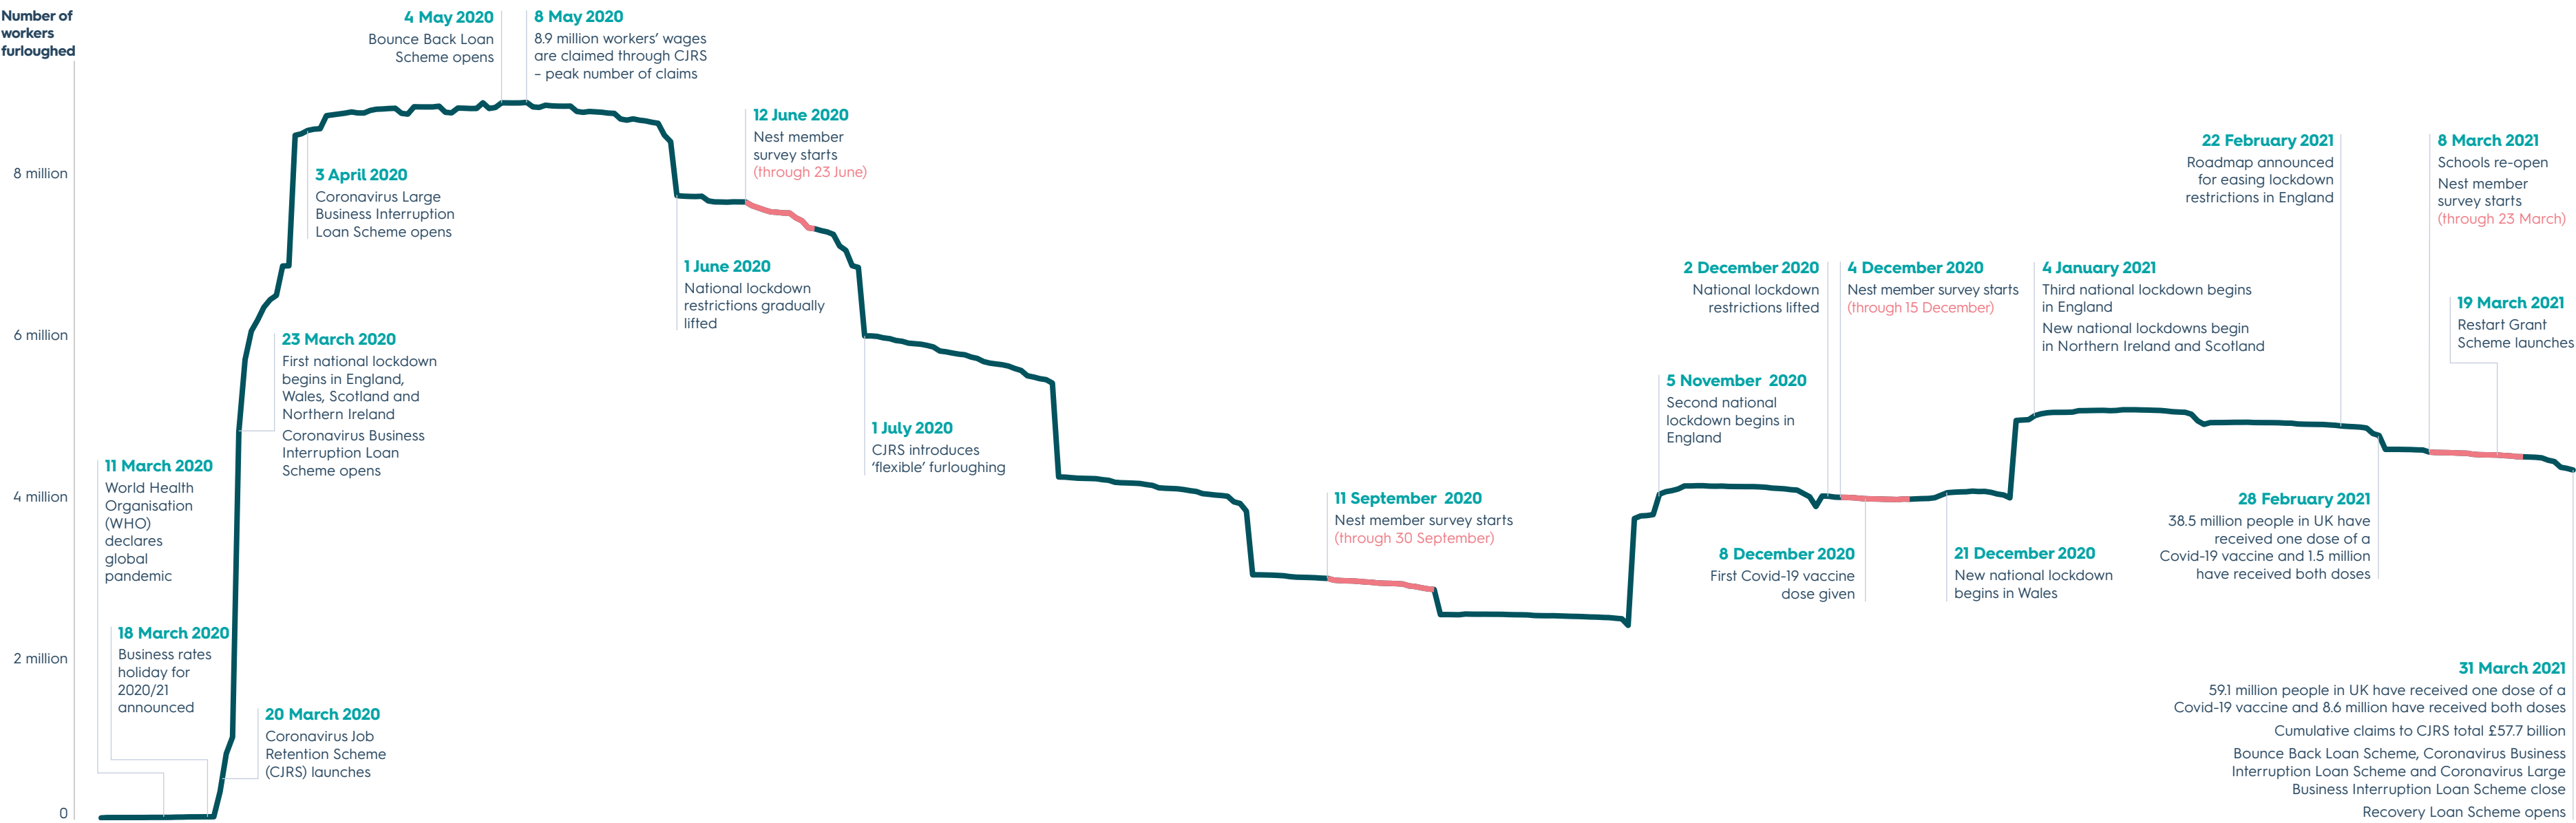 Number of
workers
furloughed
8 million
6 million
4 million
2 million
0
11 March 2020
World Health
Organisation
(WHO)
declares
global
pandemic
18 March 2020
Business rates
holiday for
2020/21
announced
20 March 2020
Coronavirus Job
Retention Scheme
(CJRS) launches
23 March 2020
First national lockdown
begins in England,
Wales, Scotland and
Northern Ireland
Coronavirus Business
Interruption Loan
Scheme opens
3 April 2020
Coronavirus Large
Business Interruption
Loan Scheme opens
4 May 2020
Bounce Back Loan
Scheme opens
8 May 2020
8.9 million workers’ wages
are claimed through CJRS
– peak number of claims
1 June 2020
National lockdown
restrictions gradually
lifted
12 June 2020
Nest member
survey starts
(through 23 June)
1 July 2020
CJRS introduces
‘flexible’ furloughing
11 September 2020
Nest member survey starts
(through 30 September)
5 November 2020
Second national
lockdown begins in
England
2 December 2020
National lockdown
restrictions lifted
4 December 2020
Nest member survey starts
(through 15 December)
8 December 2020
First Covid-19 vaccine
dose given
21 December 2020
New national lockdown
begins in Wales
4 January 2021
Third national lockdown begins
in England
New national lockdowns begin
in Northern Ireland and Scotland
22 February 2021
Roadmap announced
for easing lockdown
restrictions in England
28 February 2021
38.5 million people in UK have
received one dose of a
Covid-19 vaccine and 1.5 million
have received both doses
8 March 2021
Schools re-open
Nest member
survey starts
(through 23 March)
19 March 2021
Restart Grant
Scheme launches
31 March 2021
59.1 million people in UK have received one dose of a
Covid-19 vaccine and 8.6 million have received both doses
Cumulative claims to CJRS total £57.7 billion
Bounce Back Loan Scheme, Coronavirus Business
Interruption Loan Scheme and Coronavirus Large
Business Interruption Loan Scheme close
Recovery Loan Scheme opens